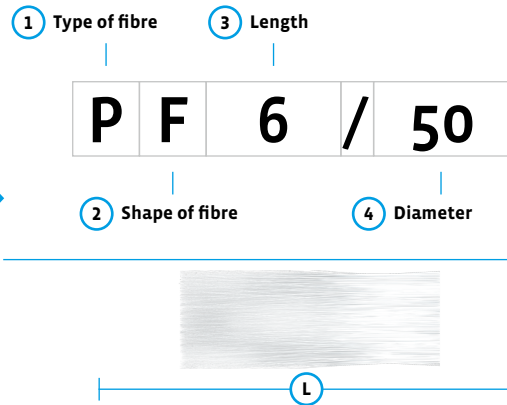 1 Type of fibre
3 Length
P F 6 / 50
2 Shape of fibre
4 Diameter
L